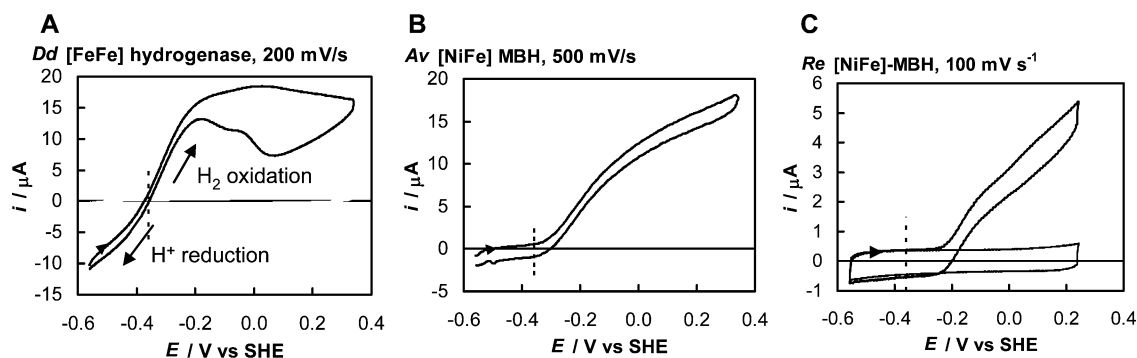 A
Dd [FeFe] hydrogenase, 200 mV/s
20
15
10
5
0
-5
-10
-15
i / µA
H2 oxidation
H+ reduction
-0.6 -0.4 -0.2 0.0 0.2 0.4
E / V vs SHE
B
Av [NiFe] MBH, 500 mV/s
20
15
10
5
0
-5
i / µA
-0.6 -0.4 -0.2 0.0 0.2 0.4
E / V vs SHE
C
Re [NiFe]-MBH, 100 mV s⁻¹
6
5
4
3
2
1
0
-1
i / µA
-0.6 -0.4 -0.2 0.0 0.2 0.4
E / V vs SHE